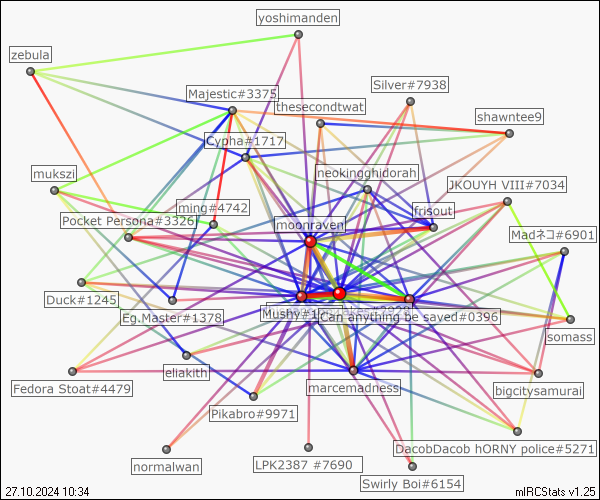 yoshimanden
zebula
Silver#7938
Majestic#3375
thesecondtwat
shawntee9
Cypha#1717
mukszi
neokinghidorah
JKOUYH VIII#7034
ming#4742
frisout
Pocket Persona#3326
moonraven
Madネコ#6901
Duck#1245
Eg.Master#1378
Mushy#1
Can anything be saved#0396
somass
eliakith
Fedora Stoat#4479
marcemadness
bigcitysamurai
Pikabro#9971
DacobDacob hORNY police#5271
normalwan
LPK2387 #7690
Swirly Boi#6154
27.10.2024 10:34
mIRCStats v1.25